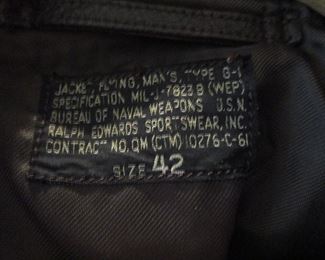 JACKET, FLYING, MAN'S, TYPE G-1
SPECIFICATION MIL-J-7823B (WEP)
BUREAU OF NAVAL WEAPONS U.S.N.
RALPH EDWARDS SPORTSWEAR, INC.
CONTRACT NO. QM (CTM) 10276-C-61
SIZE 42